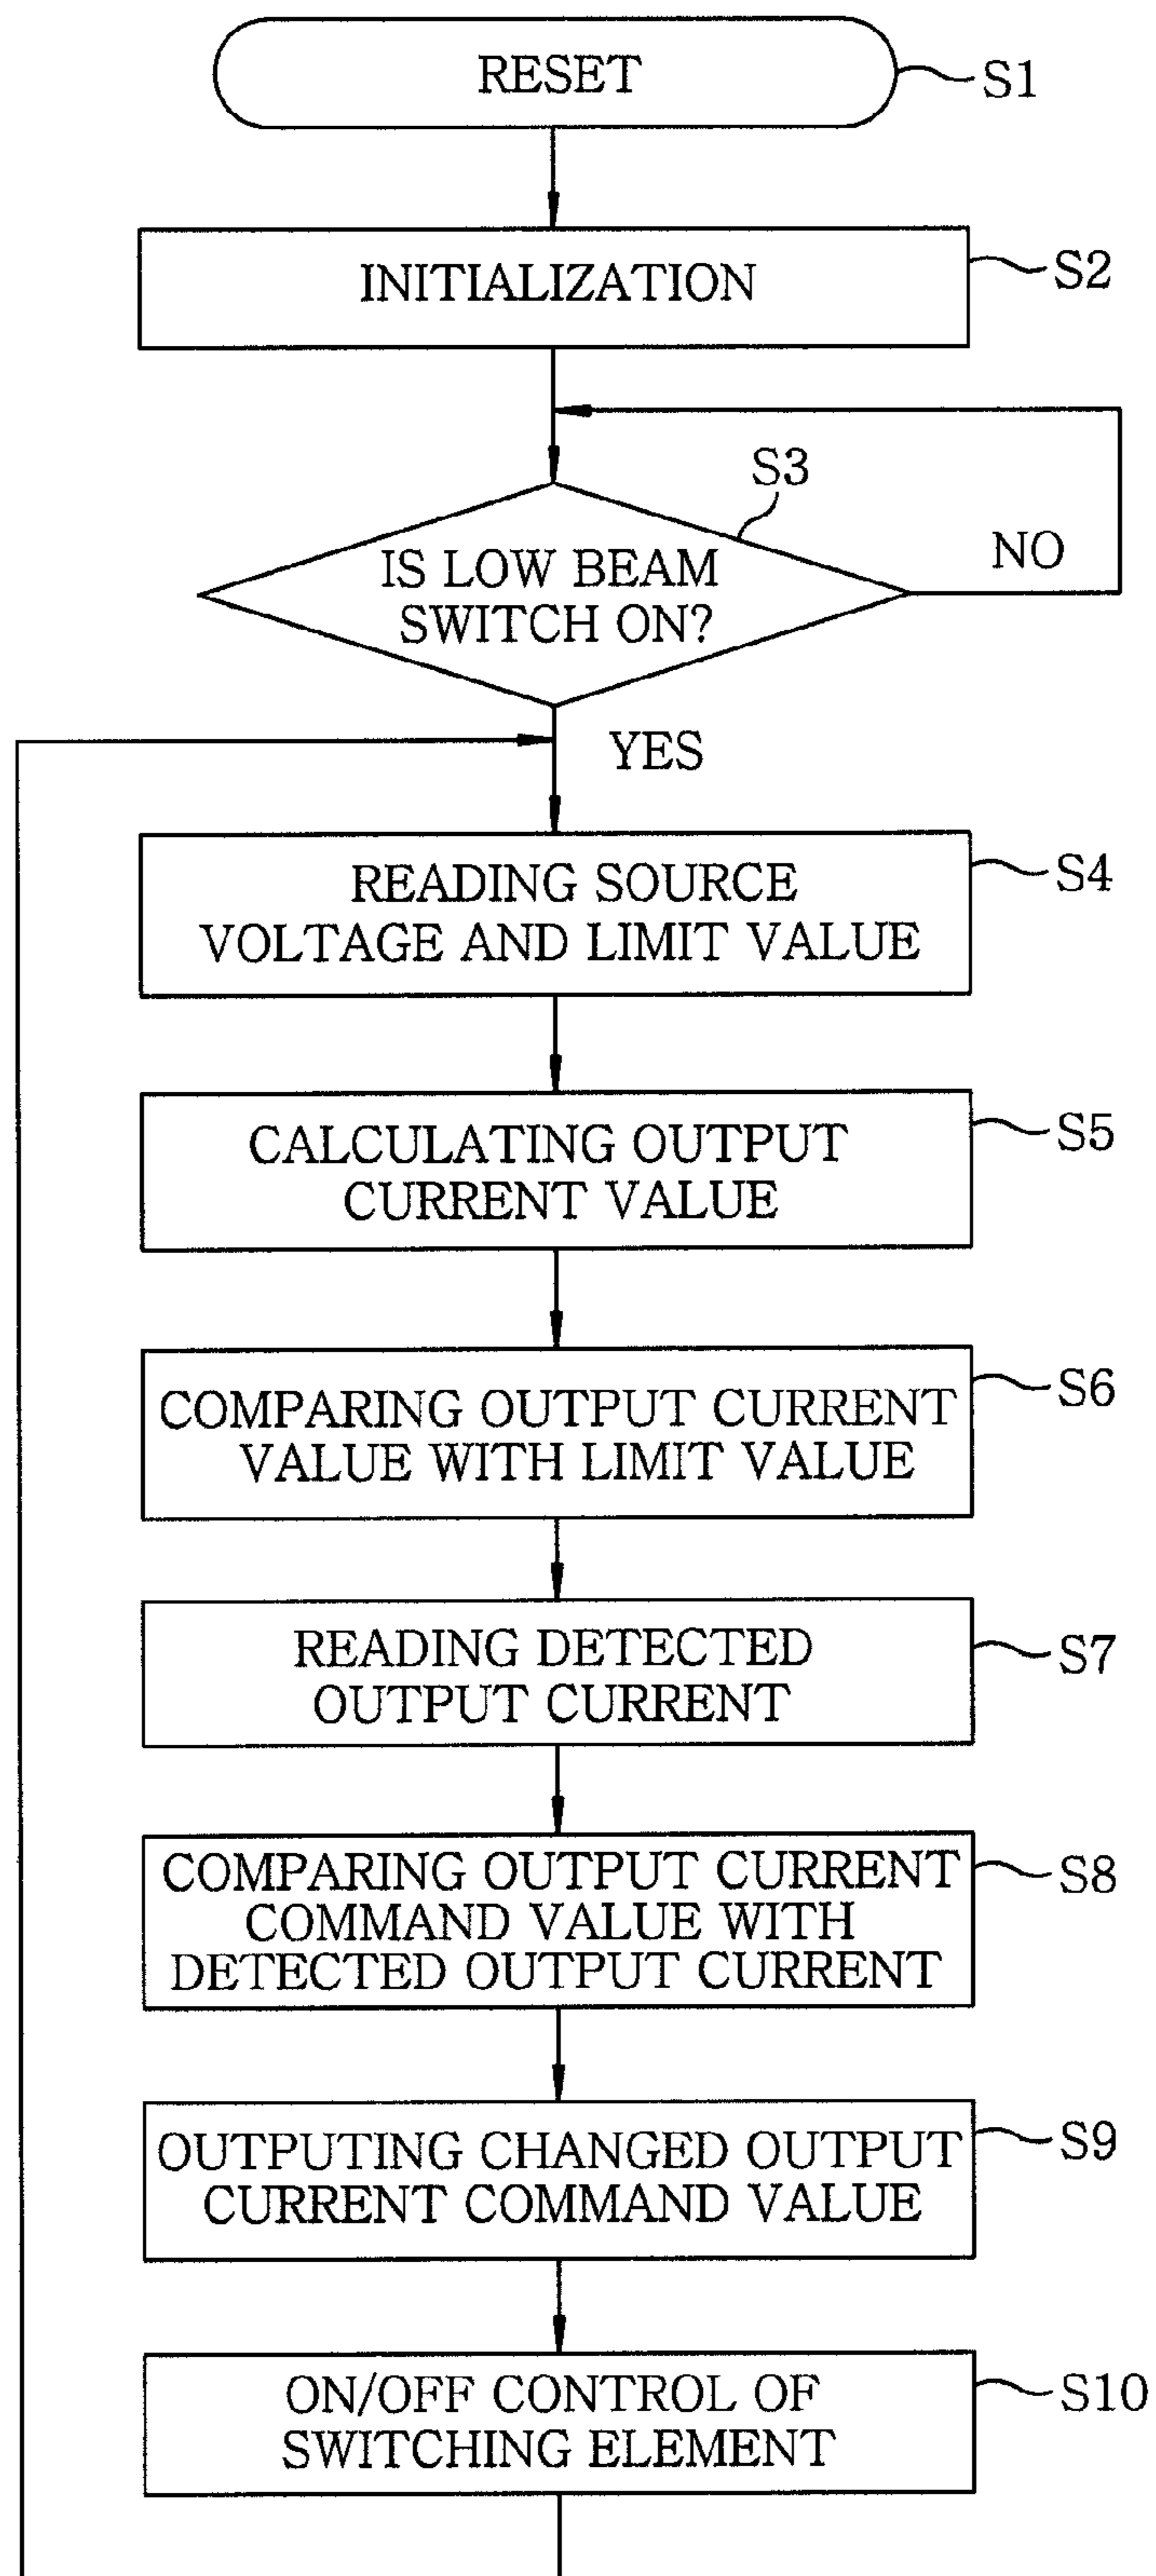 RESET
S1
INITIALIZATION
S2
S3
IS LOW BEAM
SWITCH ON?
NO
YES
READING SOURCE
VOLTAGE AND LIMIT VALUE
S4
CALCULATING OUTPUT
CURRENT VALUE
S5
COMPARING OUTPUT CURRENT
VALUE WITH LIMIT VALUE
S6
READING DETECTED
OUTPUT CURRENT
S7
COMPARING OUTPUT CURRENT
COMMAND VALUE WITH
DETECTED OUTPUT CURRENT
S8
OUTPUTING CHANGED OUTPUT
CURRENT COMMAND VALUE
S9
ON/OFF CONTROL OF
SWITCHING ELEMENT
S10